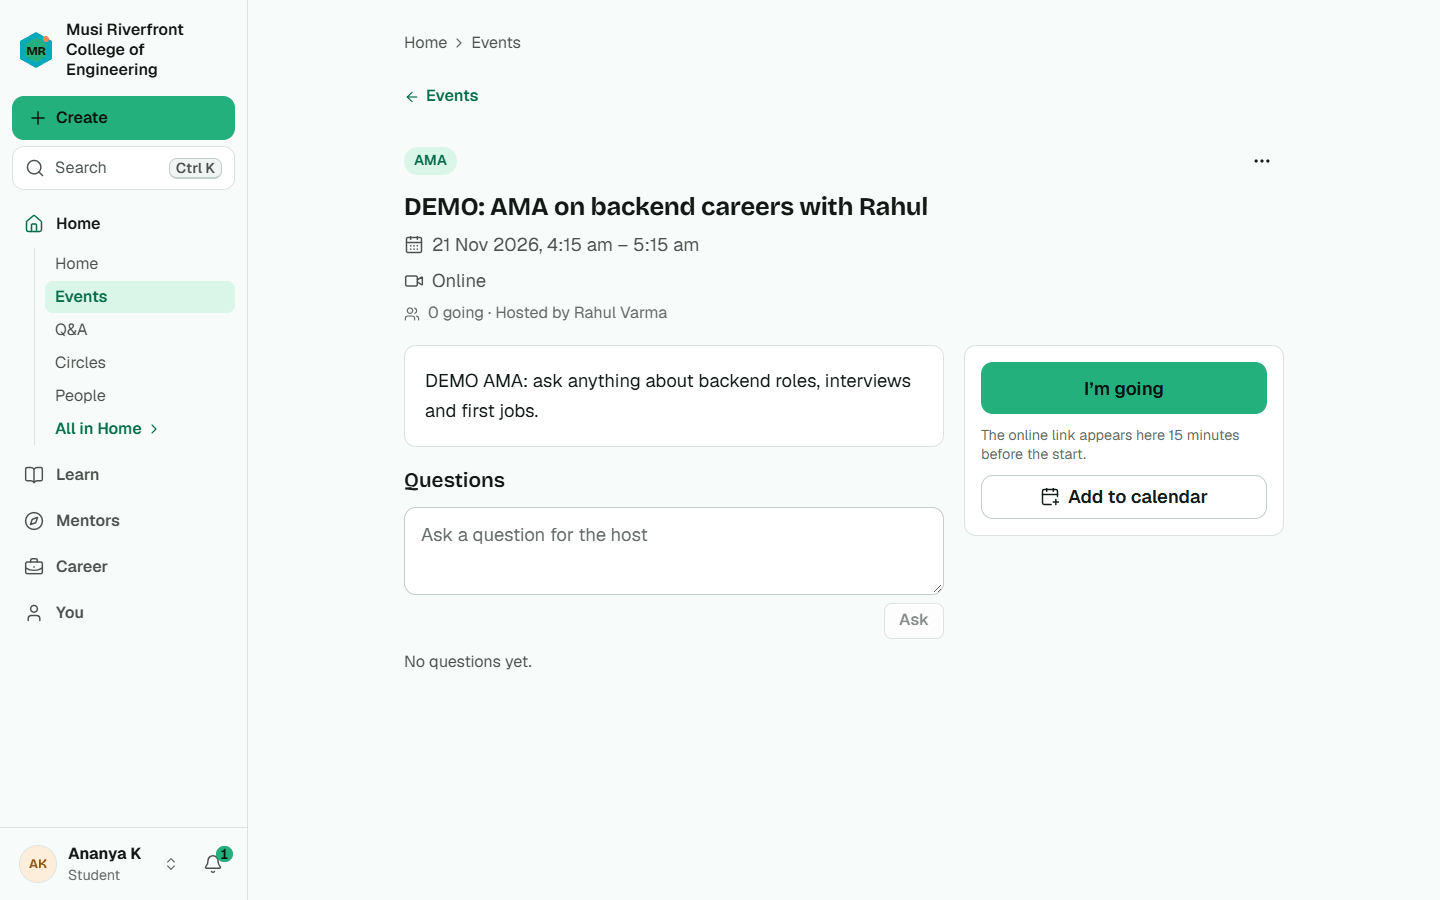 MR
Musi Riverfront
College of
Engineering
Create
Search
Ctrl K
Home
Home
Events
Q&A
Circles
People
All in Home
Learn
Mentors
Career
You
AK
Ananya K
Student
1
Home
Events
Events
AMA
DEMO: AMA on backend careers with Rahul
21 Nov 2026, 4:15 am – 5:15 am
Online
0 going · Hosted by Rahul Varma
DEMO AMA: ask anything about backend roles, interviews
and first jobs.
Questions
Ask a question for the host
Ask
No questions yet.
I’m going
The online link appears here 15 minutes
before the start.
Add to calendar